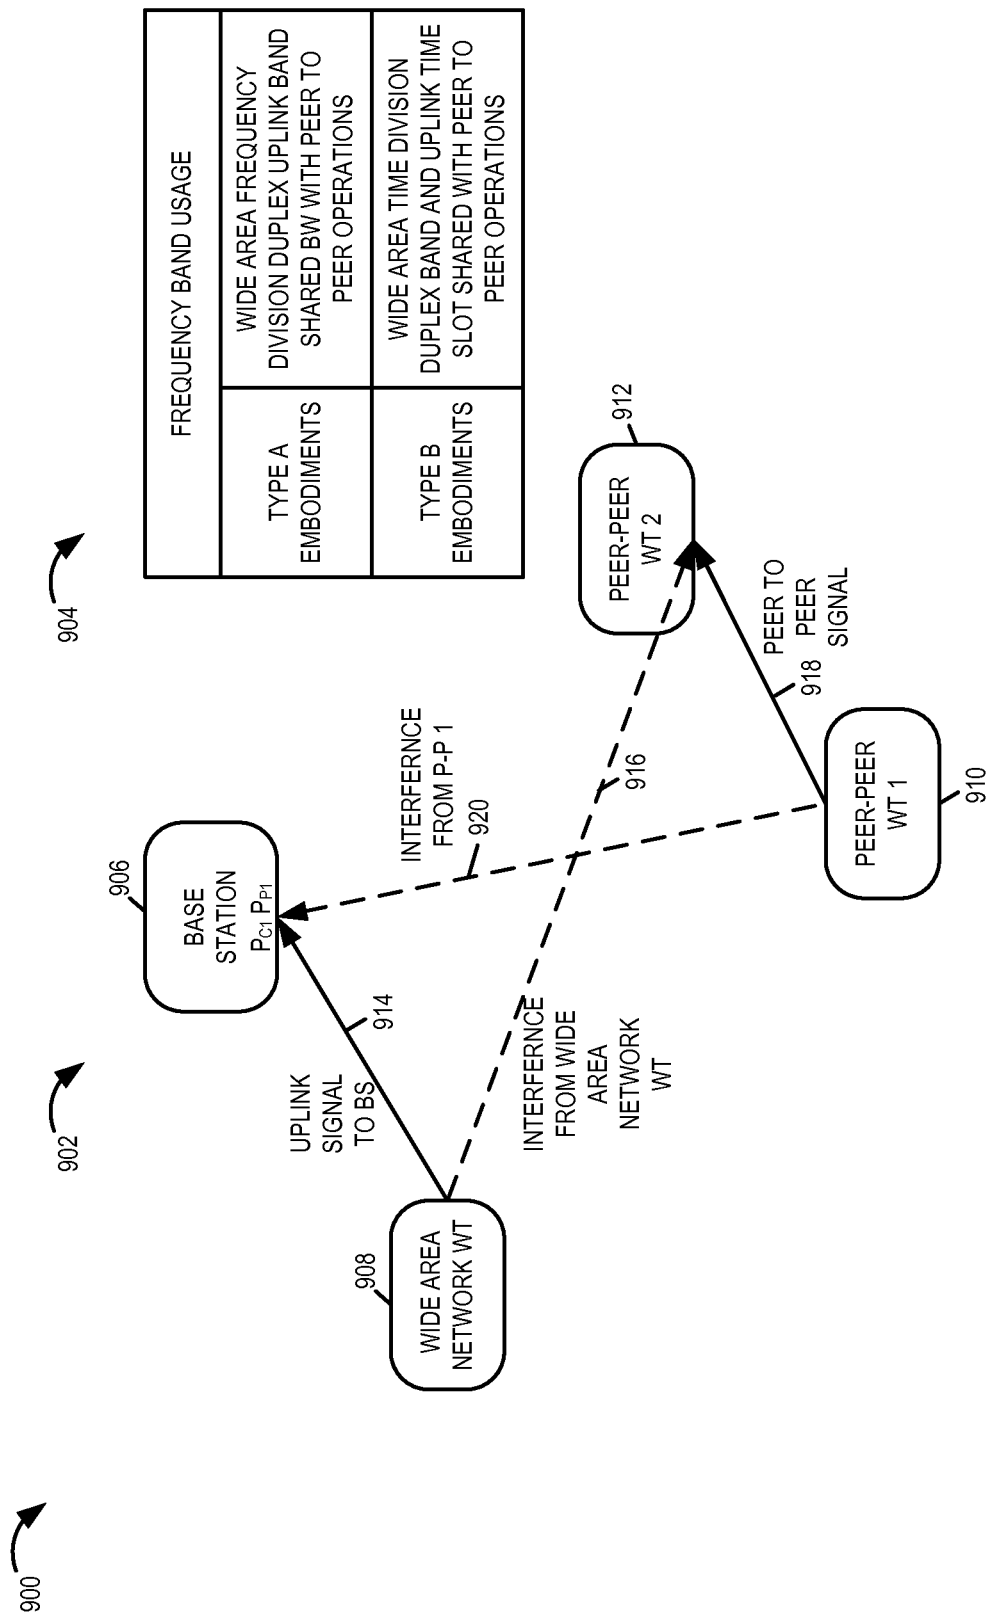 900
902
904
FREQUENCY BAND USAGE
TYPE A
EMBODIMENTS
WIDE AREA FREQUENCY
DIVISION DUPLEX UPLINK BAND
SHARED BW WITH PEER TO
PEER OPERATIONS
TYPE B
EMBODIMENTS
WIDE AREA TIME DIVISION
DUPLEX BAND AND UPLINK TIME
SLOT SHARED WITH PEER TO
PEER OPERATIONS
906
BASE
STATION
PC1 PP1
UPLINK
SIGNAL
TO BS
914
908
WIDE AREA
NETWORK WT
INTERFERNCE
FROM P-P 1
920
INTERFERNCE
FROM WIDE
AREA
NETWORK
WT
916
912
PEER-PEER
WT 2
PEER TO
PEER
SIGNAL
918
PEER-PEER
WT 1
910